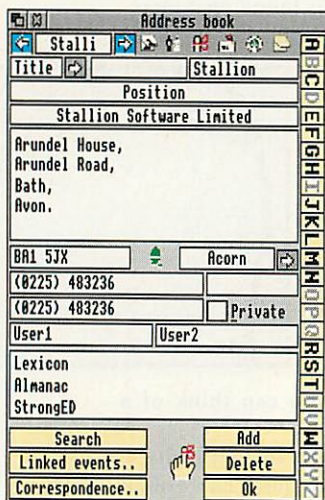 Address book
Stalli
Title
Stallion
Position
Stallion Software Limited
Arundel House,
Arundel Road,
Bath,
Avon.
BA1 5JX
Acorn
(0225) 483236
(0225) 483236
Private
User1
User2
Lexicon
Almanac
StrongED
Search
Add
Linked events..
Delete
Correspondence..
Ok
A
B
C
D
E
F
G
H
I
J
K
L
M
N
O
P
Q
R
S
T
U
V
W
X
Y
Z